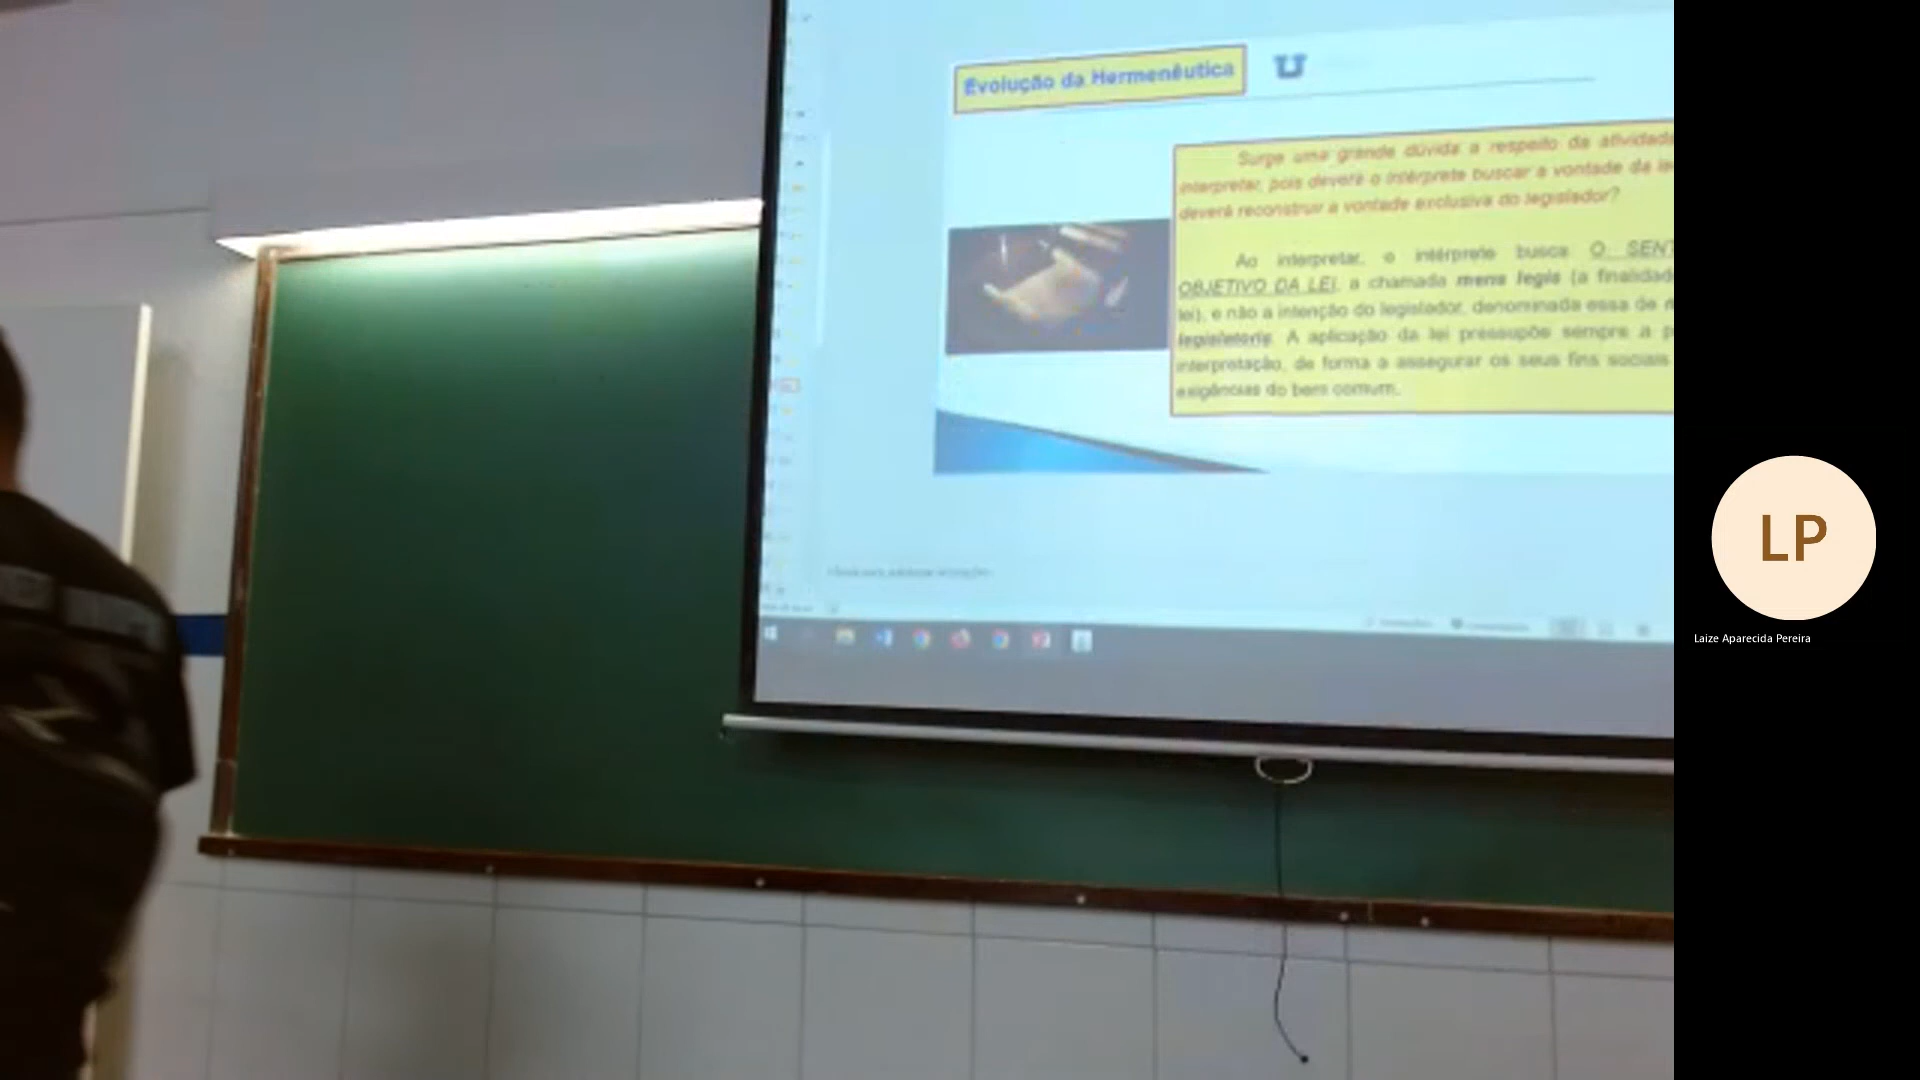 Evolução da Hermenêutica
Surge uma grande dúvida a respeito da atividade
interpretar, pois deverá o intérprete buscar a vontade da
deverá reconstruir a vontade exclusiva do legislador?
Ao interpretar, o intérprete busca O SENT
OBJETIVO DA LEI, a chamada mens legis (a finalidade
lei), e não a intenção do legislador, denominada essa de
legislatoris. A aplicação da lei pressupõe sempre a
interpretação, de forma a assegurar os seus fins sociais
exigências do bem comum.
LP
Laize Aparecida Pereira